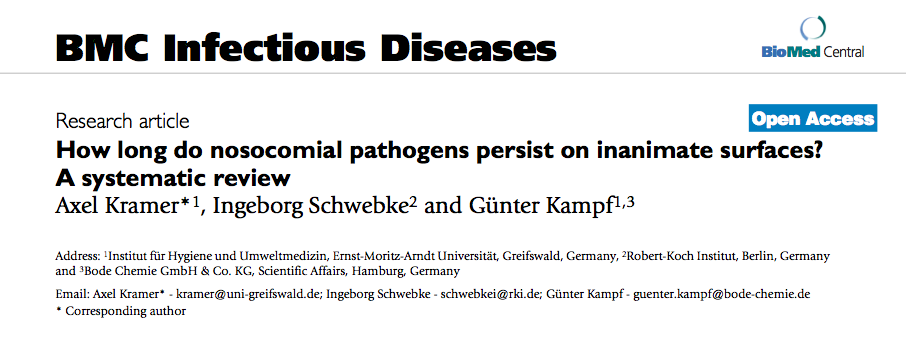 BMC Infectious Diseases
BioMed Central
Research article
Open Access
How long do nosocomial pathogens persist on inanimate surfaces?
A systematic review
Axel Kramer*1, Ingeborg Schwebke2 and Günter Kampf1,3
Address: 1Institut für Hygiene und Umweltmedizin, Ernst-Moritz-Arndt Universität, Greifswald, Germany, 2Robert-Koch Institut, Berlin, Germany
and 3Bode Chemie GmbH & Co. KG, Scientific Affairs, Hamburg, Germany
Email: Axel Kramer* - kramer@uni-greifswald.de; Ingeborg Schwebke - schwebkei@rki.de; Günter Kampf - guenter.kampf@bode-chemie.de
* Corresponding author